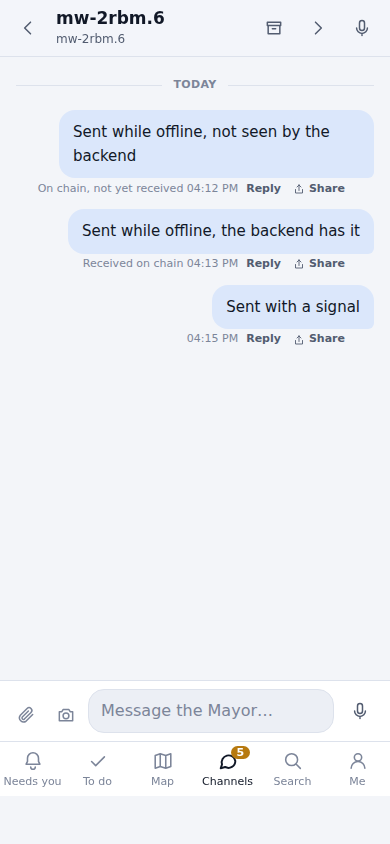 mw-2rbm.6
mw-2rbm.6
TODAY
Sent while offline, not seen by the
backend
On chain, not yet received 04:12 PM Reply Share
Sent while offline, the backend has it
Received on chain 04:13 PM Reply Share
Sent with a signal
04:15 PM Reply Share
Message the Mayor…
5
Needs you To do Map Channels Search Me